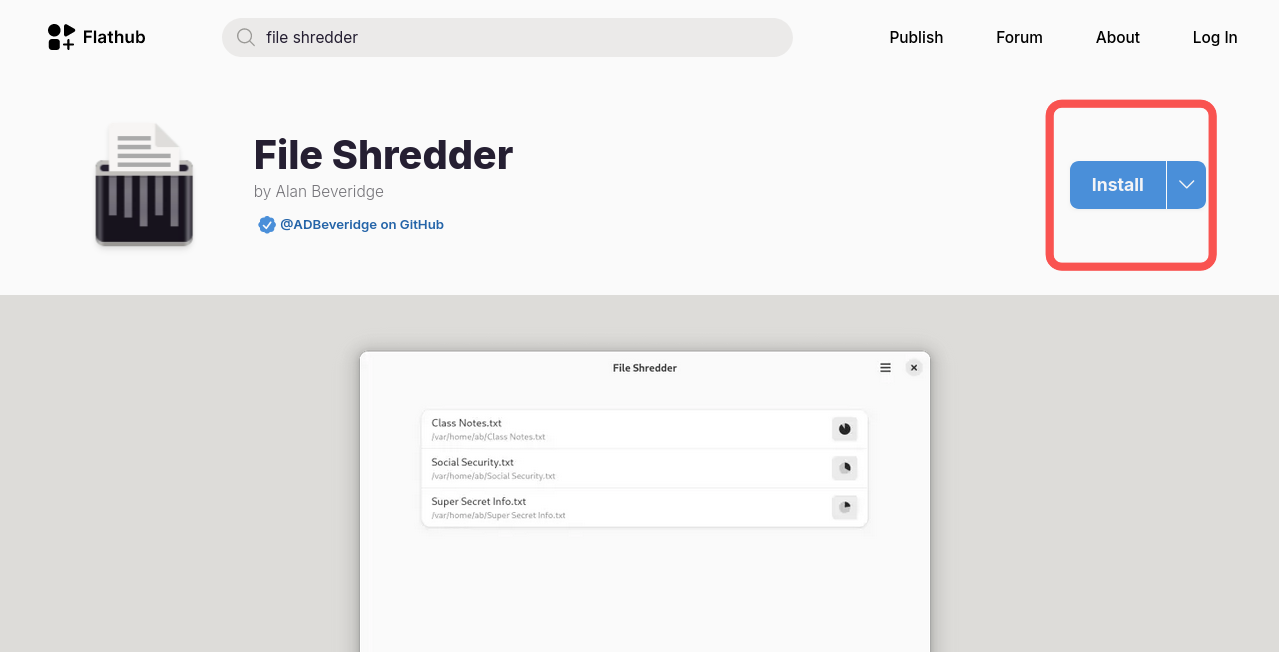 Flathub
file shredder
Publish
Forum
About
Log In
File Shredder
by Alan Beveridge
@ADBeveridge on GitHub
Install
File Shredder
Class Notes.txt
/var/home/ab/Class Notes.txt
Social Security.txt
/var/home/ab/Social Security.txt
Super Secret Info.txt
/var/home/ab/Super Secret Info.txt